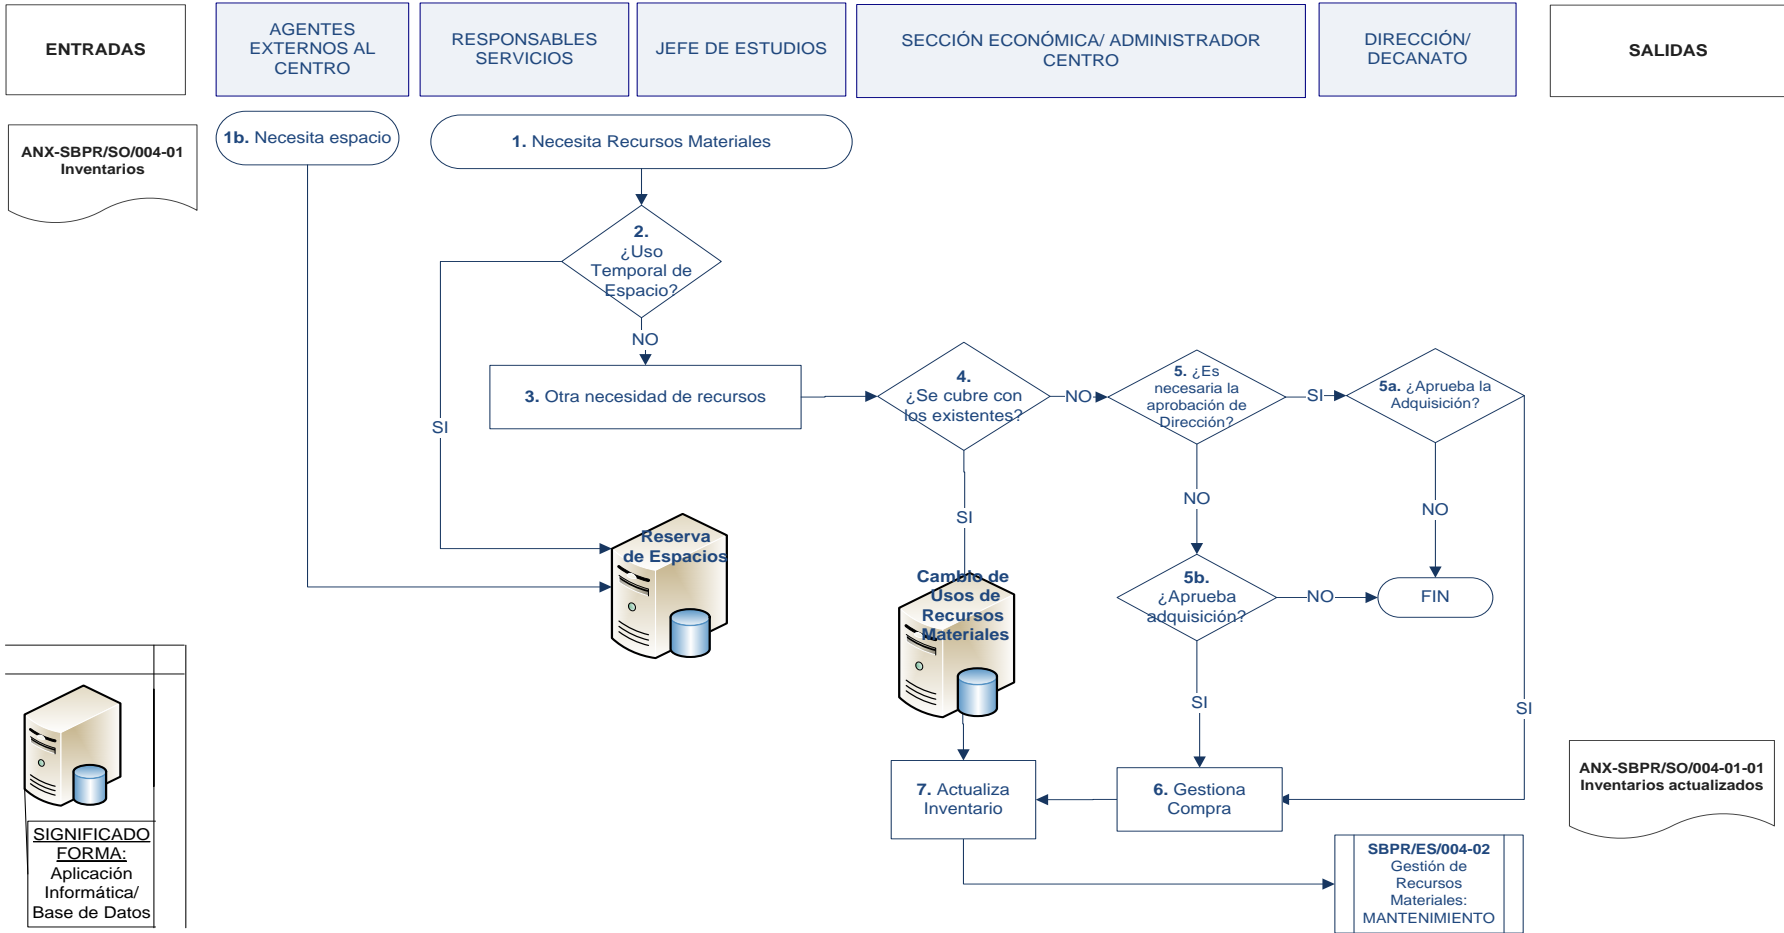 ENTRADAS
AGENTES
EXTERNOS AL
CENTRO
RESPONSABLES
SERVICIOS
JEFE DE ESTUDIOS
SECCIÓN ECONÓMICA/ ADMINISTRADOR
CENTRO
DIRECCIÓN/
DECANATO
SALIDAS
ANX-SBPR/SO/004-01
Inventarios
1b. Necesita espacio
1. Necesita Recursos Materiales
2.
¿Uso
Temporal de
Espacio?
SI
NO
3. Otra necesidad de recursos
4.
¿Se cubre con
los existentes?
NO
5. ¿Es
necesaria la
aprobación de
Dirección?
SI
5a. ¿Aprueba la
Adquisición?
SI
NO
NO
Reserva
de Espacios
Cambio de
Usos de
Recursos
Materiales
5b.
¿Aprueba
adquisición?
NO
FIN
SI
SI
7. Actualiza
Inventario
6. Gestiona
Compra
ANX-SBPR/SO/004-01-01
Inventarios actualizados
SBPR/ES/004-02
Gestión de
Recursos
Materiales:
MANTENIMIENTO
SIGNIFICADO
FORMA:
Aplicación
Informática/
Base de Datos